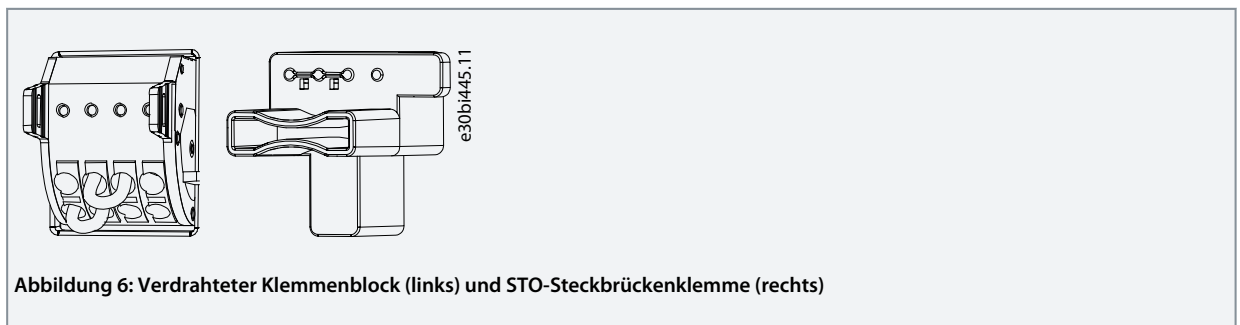 e30bi445.11
Abbildung 6: Verdrahteter Klemmenblock (links) und STO-Steckbrückenklemme (rechts)